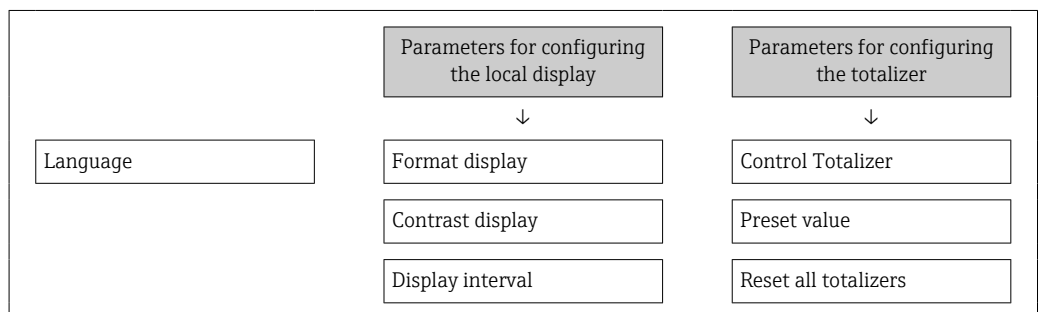 Parameters for configuring
the local display
Parameters for configuring
the totalizer
↓
↓
Language
Format display
Control Totalizer
Contrast display
Preset value
Display interval
Reset all totalizers